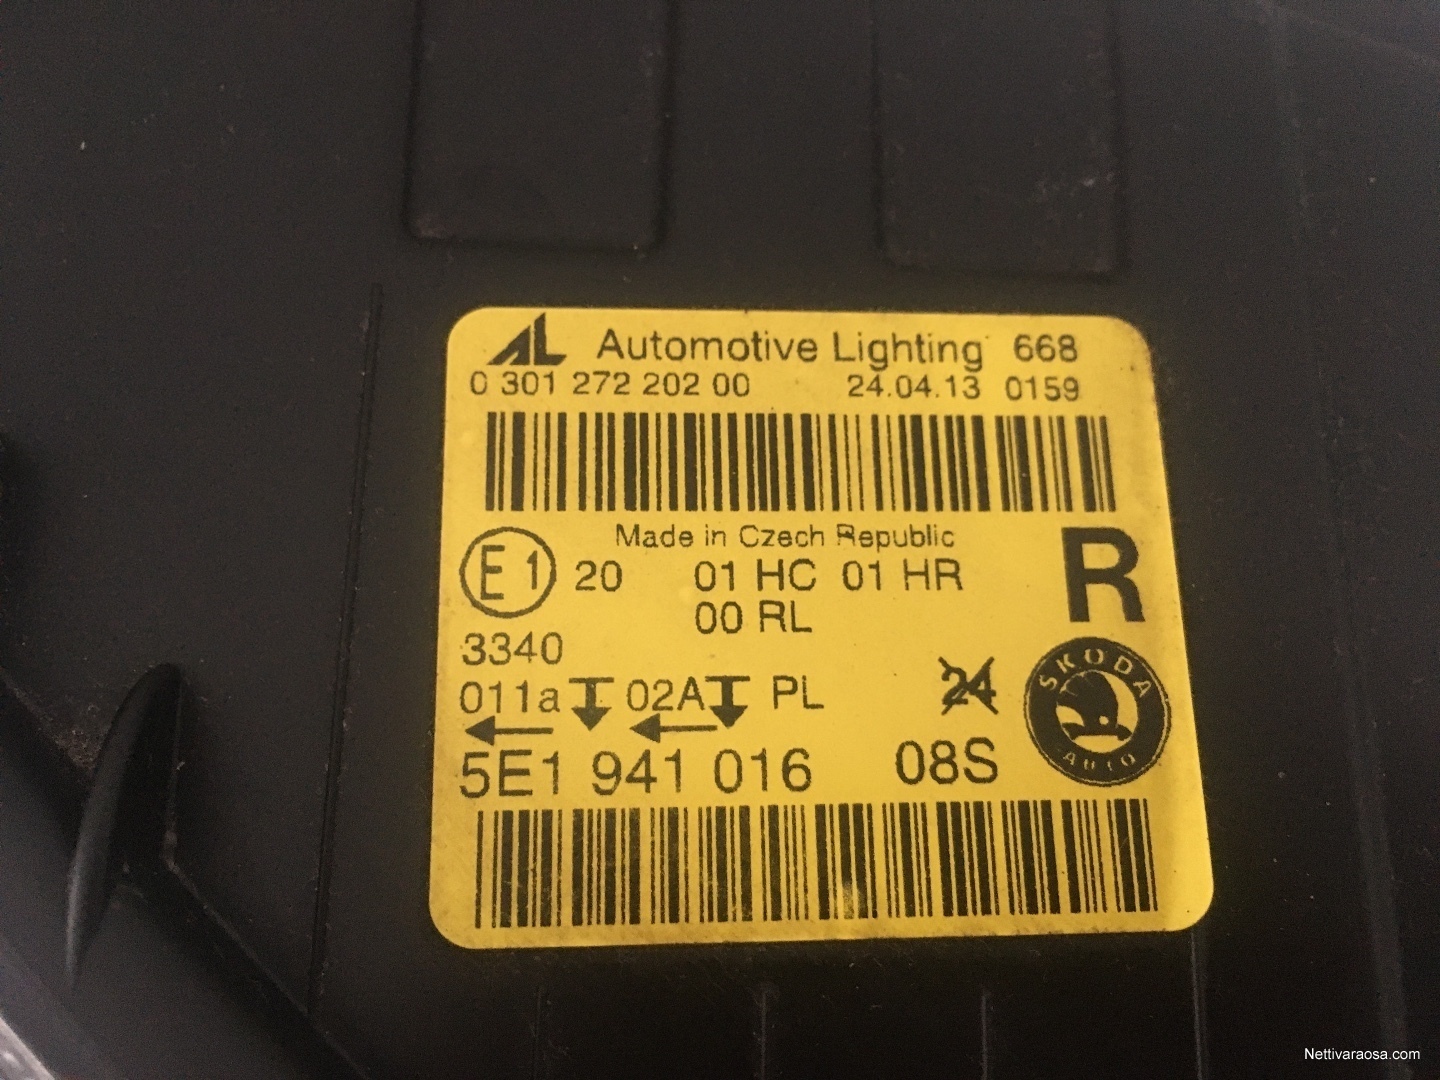 AL Automotive Lighting 668
0 301 272 202 00 24.04.13 0159
Made in Czech Republic
E1 20 01 HC 01 HR R
00 RL
3340
011a 02A PL 24
5E1 941 016 08S
SKODA
AUTO
Nettivaraosa.com